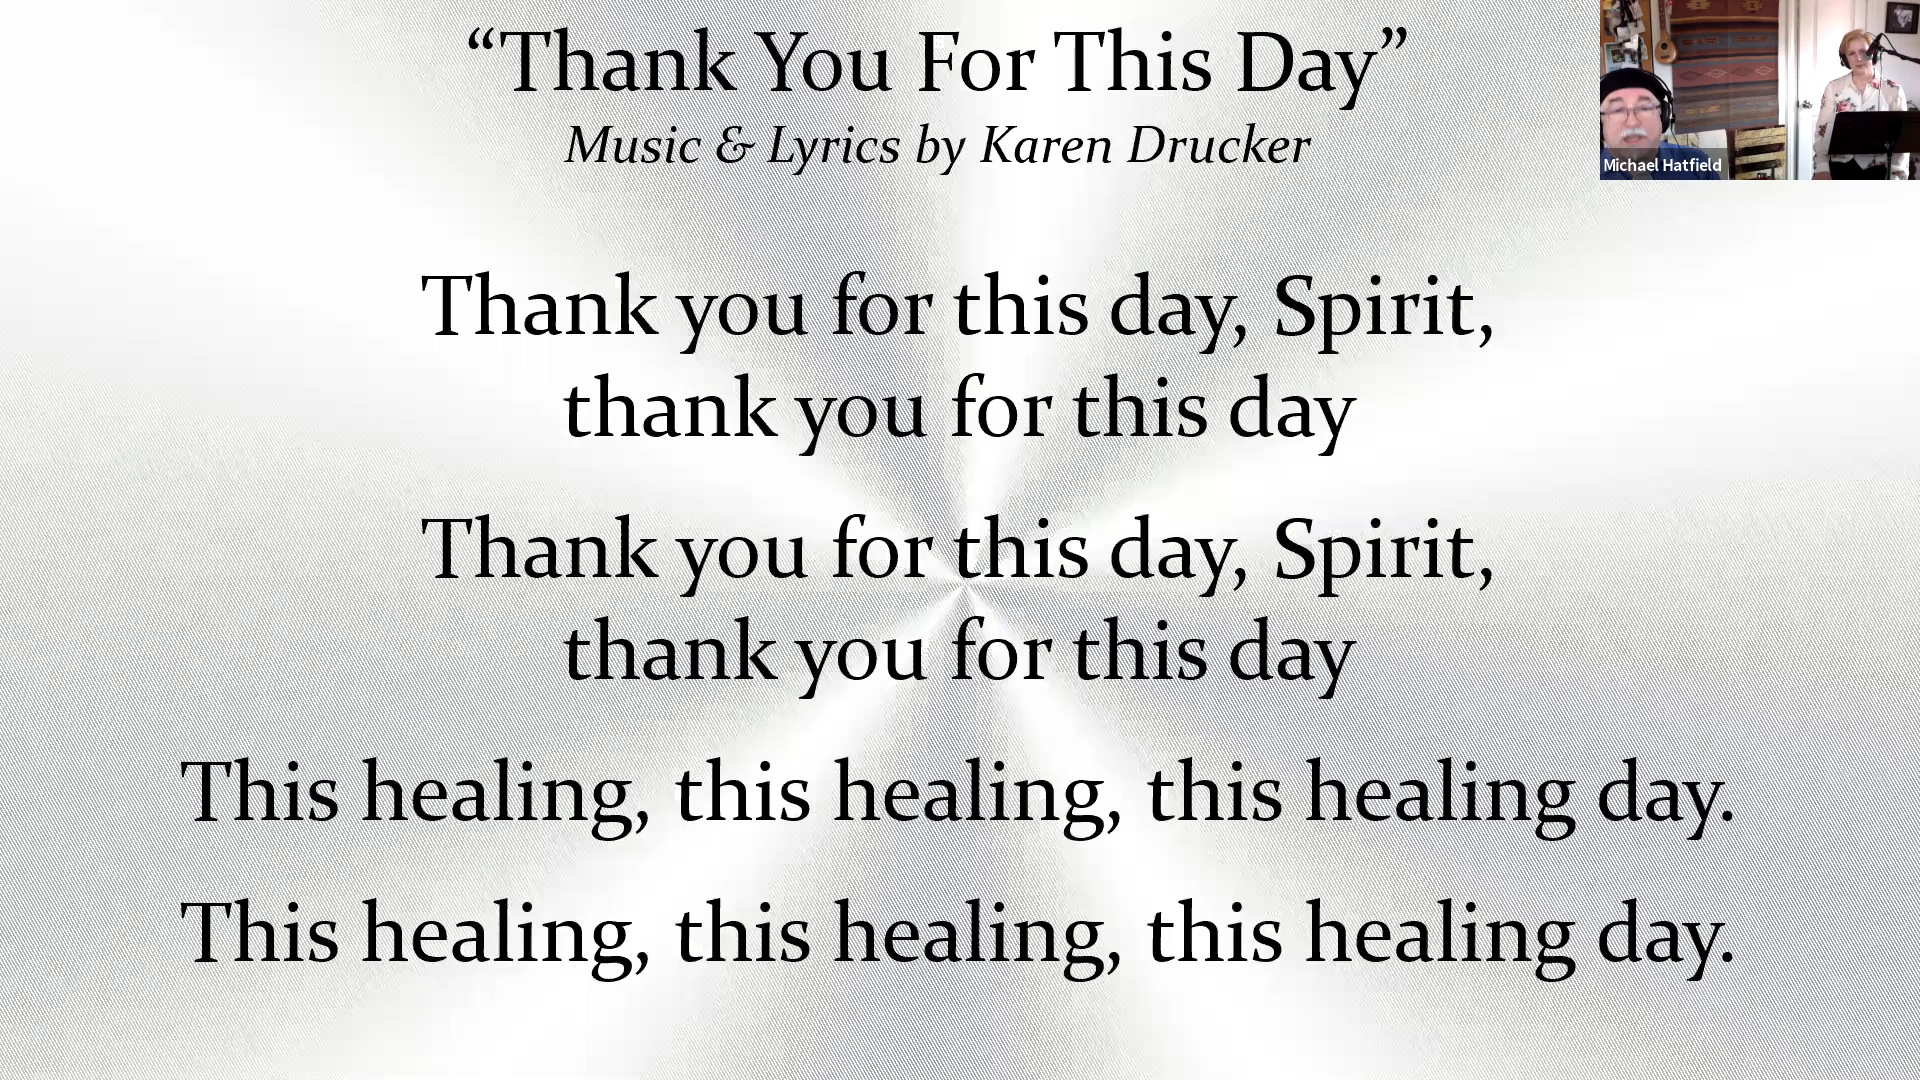 “Thank You For This Day”
Music & Lyrics by Karen Drucker
Michael Hatfield
Thank you for this day, Spirit,
thank you for this day
Thank you for this day, Spirit,
thank you for this day
This healing, this healing, this healing day.
This healing, this healing, this healing day.